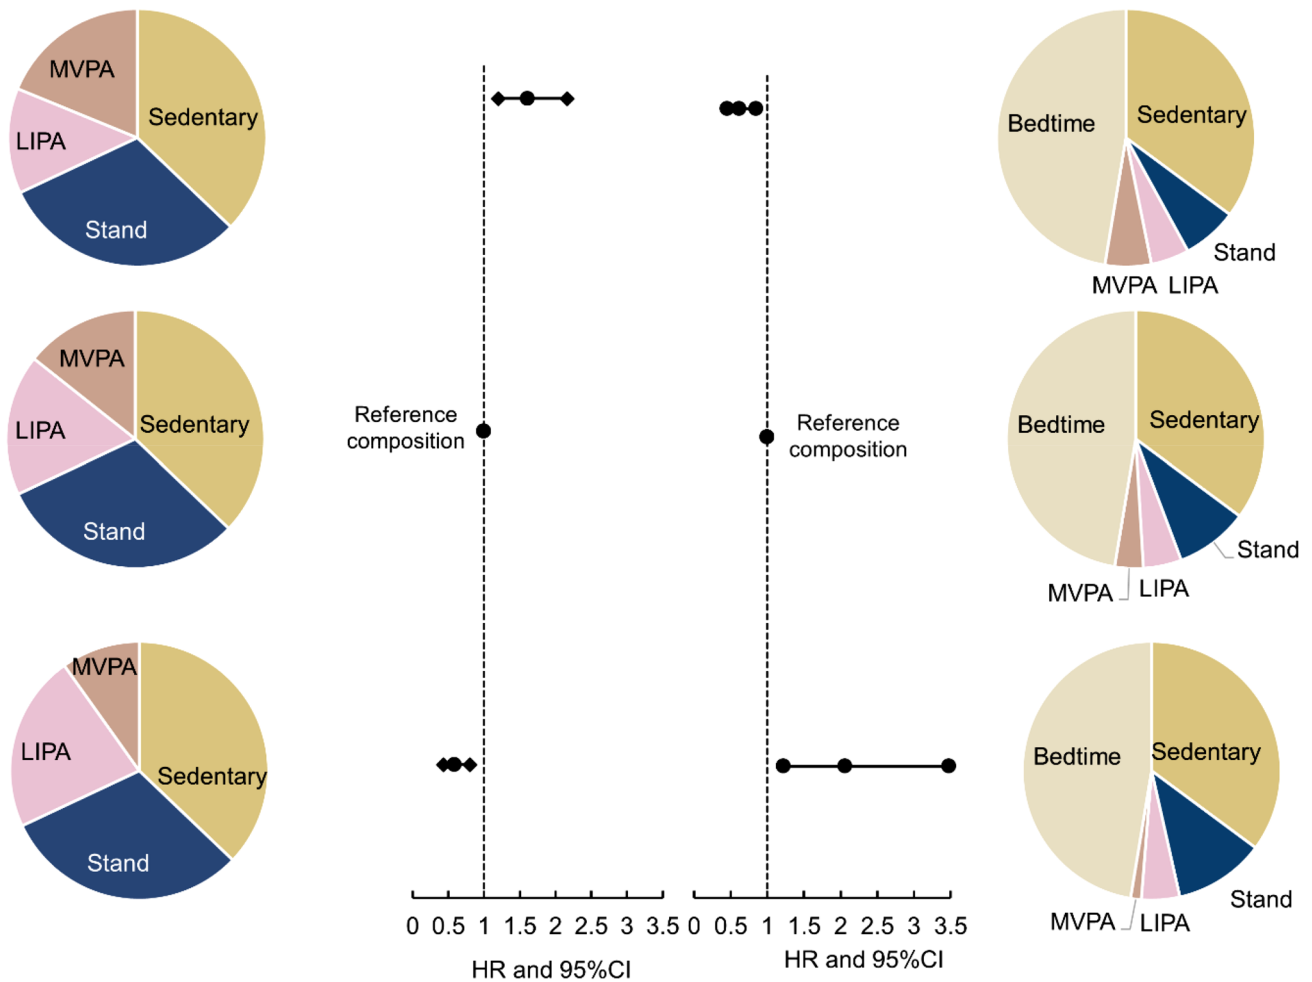 MVPA
Sedentary
LIPA
Stand
Bedtime
Sedentary
Stand
MVPA LIPA
MVPA
Sedentary
LIPA
Stand
Reference
composition
Reference
composition
Bedtime
Sedentary
Stand
MVPA
LIPA
MVPA
LIPA
Sedentary
Stand
Bedtime
Sedentary
Stand
MVPA
LIPA
0 0.5 1 1.5 2 2.5 3 3.5
HR and 95%CI
0 0.5 1 1.5 2 2.5 3 3.5
HR and 95%CI